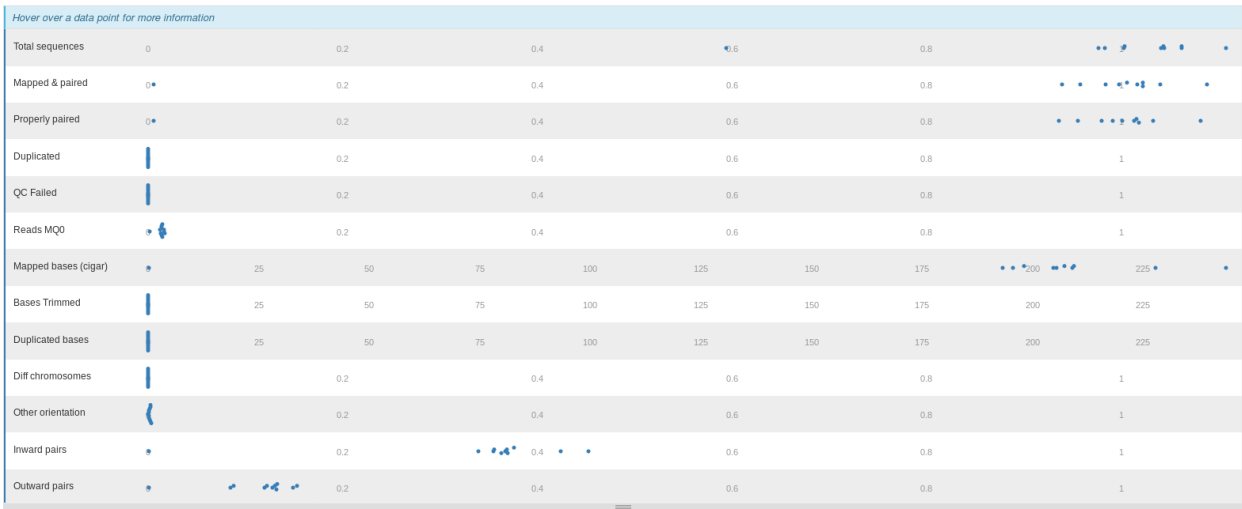 Hover over a data point for more information
Total sequences 0 0.2 0.4 0.6 0.8 1
Mapped & paired 0 0.2 0.4 0.6 0.8 1
Properly paired 0 0.2 0.4 0.6 0.8 1
Duplicated 0.2 0.4 0.6 0.8 1
QC Failed 0.2 0.4 0.6 0.8 1
Reads MQ0 0 0.2 0.4 0.6 0.8 1
Mapped bases (cigar) 0 25 50 75 100 125 150 175 200 225
Bases Trimmed 25 50 75 100 125 150 175 200 225
Duplicated bases 25 50 75 100 125 150 175 200 225
Diff chromosomes 0.2 0.4 0.6 0.8 1
Other orientation 0.2 0.4 0.6 0.8 1
Inward pairs 0 0.2 0.4 0.6 0.8 1
Outward pairs 0 0.2 0.4 0.6 0.8 1